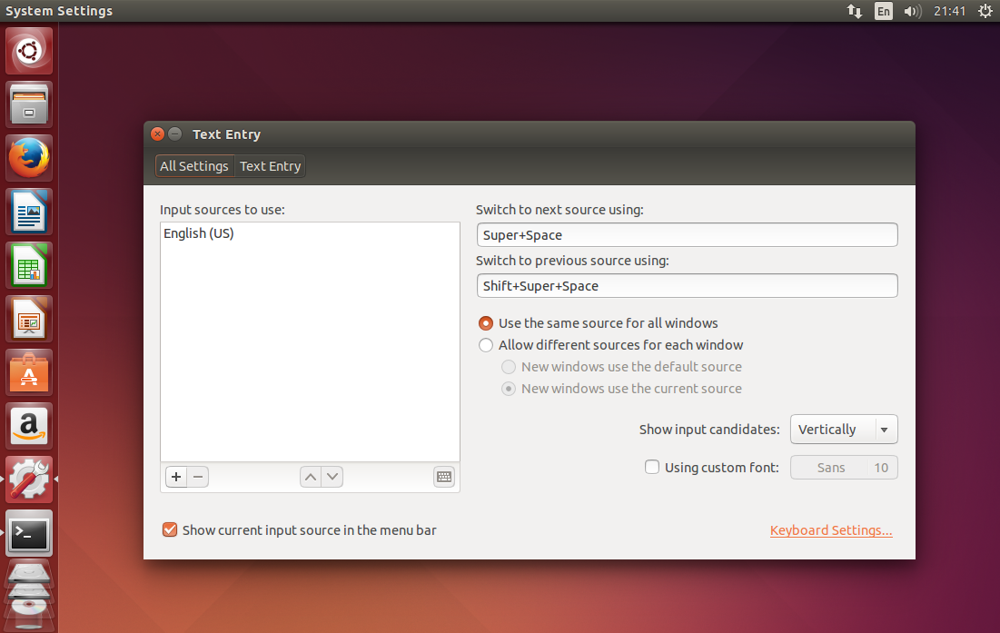 System Settings
En
21:41
Text Entry
All Settings
Text Entry
Input sources to use:
English (US)
Switch to next source using:
Super+Space
Switch to previous source using:
Shift+Super+Space
Use the same source for all windows
Allow different sources for each window
New windows use the default source
New windows use the current source
Show input candidates:
Vertically
Using custom font:
Sans
10
Show current input source in the menu bar
Keyboard Settings...